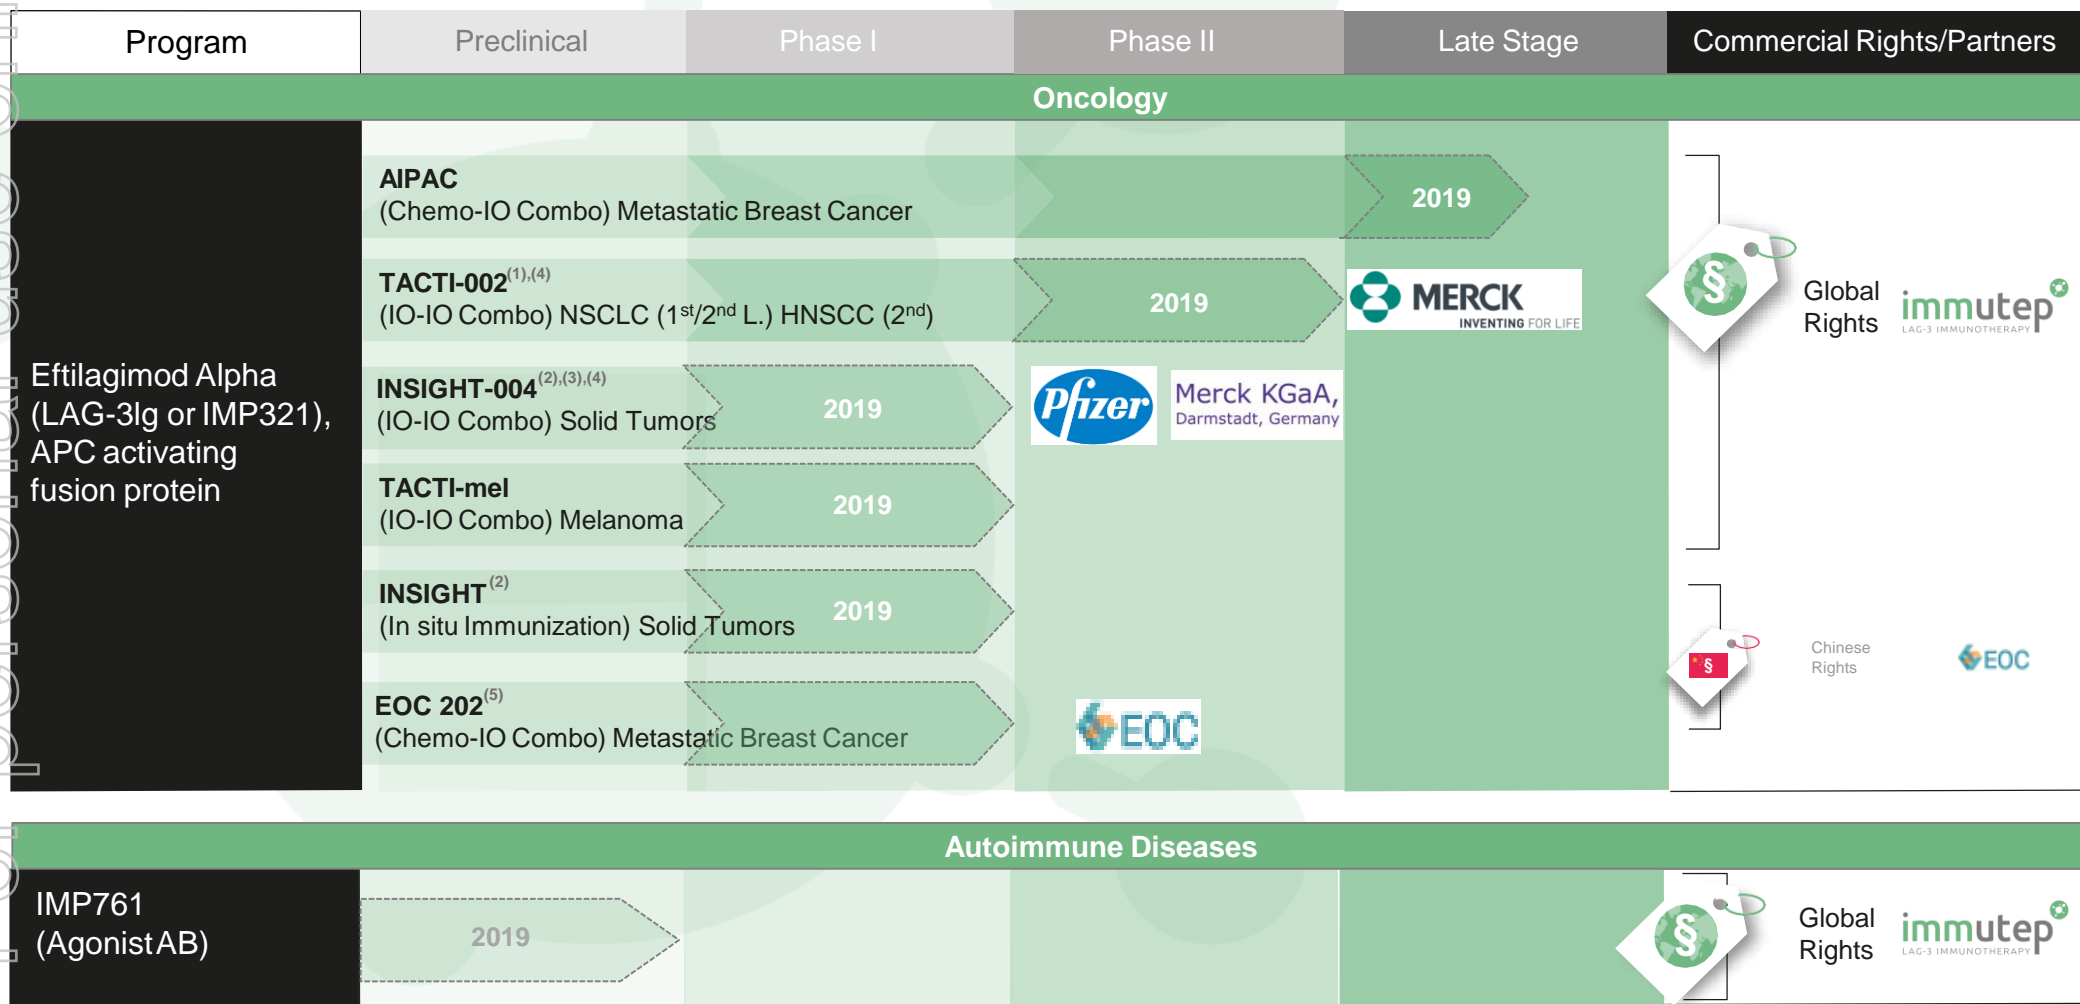 Program
Preclinical
Phase I
Phase II
Late Stage
Commercial Rights/Partners
Oncology
Eftilagimod Alpha
(LAG-3lg or IMP321),
APC activating
fusion protein
AIPAC
(Chemo-IO Combo) Metastatic Breast Cancer
2019
TACTI-002(1),(4)
(IO-IO Combo) NSCLC (1st/2nd L.) HNSCC (2nd)
2019
MERCK
INVENTING FOR LIFE
INSIGHT-004(2),(3),(4)
(IO-IO Combo) Solid Tumors
2019
Pfizer
Merck KGaA,
Darmstadt, Germany
TACTI-mel
(IO-IO Combo) Melanoma
2019
INSIGHT(2)
(In situ Immunization) Solid Tumors
2019
EOC 202(5)
(Chemo-IO Combo) Metastatic Breast Cancer
EOC
§
Global
Rights
immutep
LAG-3 IMMUNOTHERAPY
§
Chinese
Rights
EOC
Autoimmune Diseases
IMP761
(Agonist AB)
2019
§
Global
Rights
immutep
LAG-3 IMMUNOTHERAPY